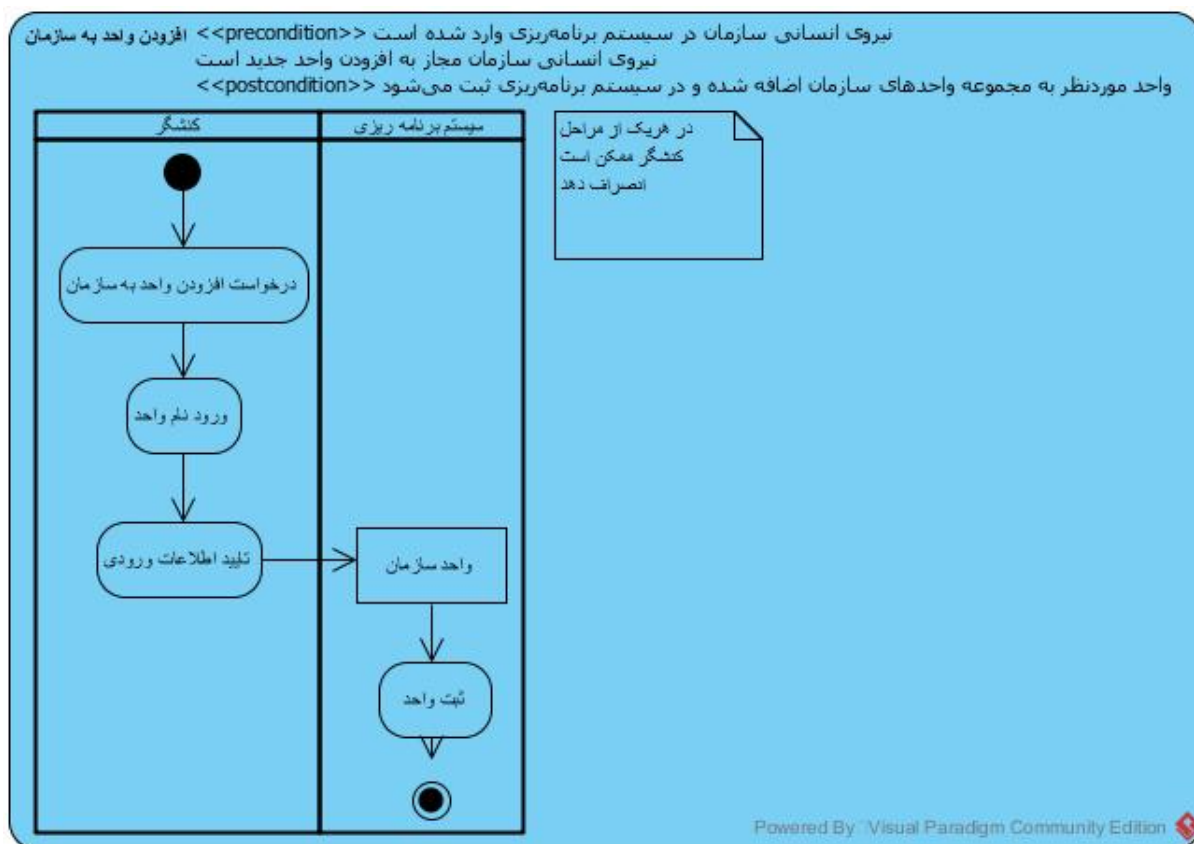 افزودن واحد به سازمان <<precondition>> نیروی انسانی سازمان در سیستم برنامه‌ریزی وارد شده است
نیروی انسانی سازمان مجاز به افزودن واحد جدید است
<<postcondition>> واحد موردنظر به مجموعه واحدهای سازمان اضافه شده و در سیستم برنامه‌ریزی ثبت می‌شود
کنشگر
سیستم برنامه ریزی
در هریک از مراحل
کنشگر ممکن است
انصراف دهد
درخواست افزودن واحد به سازمان
ورود نام واحد
تایید اطلاعات ورودی
واحد سازمان
ثبت واحد
Powered By Visual Paradigm Community Edition